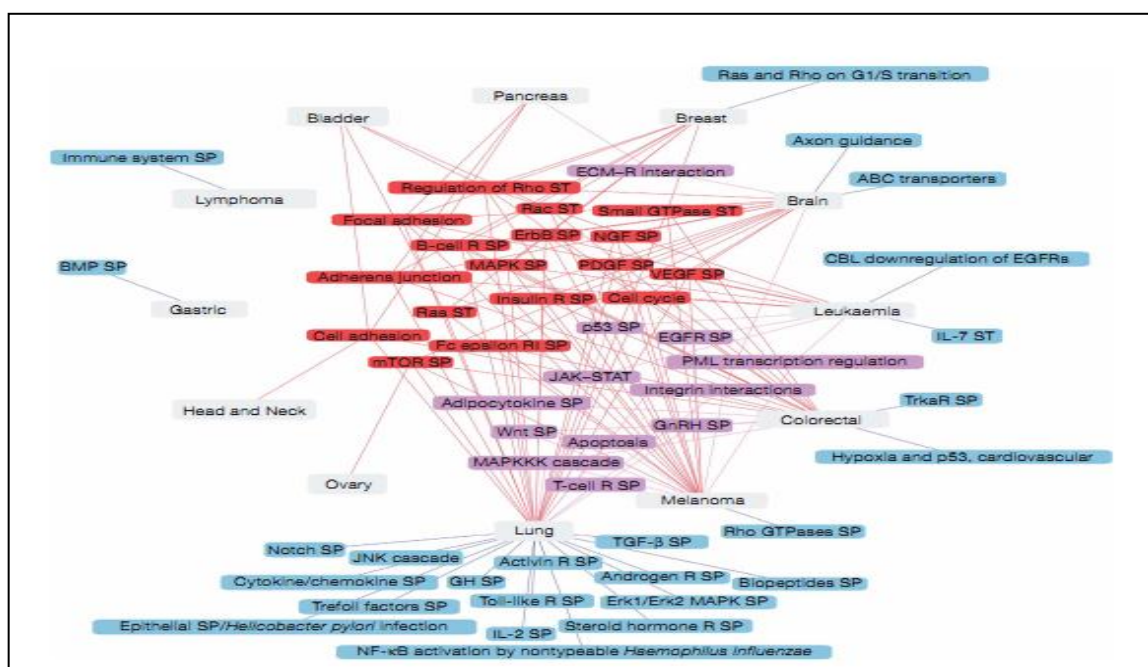 Ras and Rho on G1/S transition
Pancreas
Bladder
Breast
Axon guidance
Immune system SP
ECM-R interaction
ABC transporters
Regulation of Rho ST
Lymphoma
Brain
Rac ST
Small GTPase ST
Focal adhesion
ErbB SP
NGF SP
B-cell R SP
CBL downregulation of EGFRs
BMP SP
MAPK SP
PDGF SP
VEGF SP
Adherens junction
Insulin R SP
Cell cycle
Gastric
Ras ST
Leukaemia
p53 SP
Cell adhesion
EGFR SP
IL-7 ST
Fc epsilon RI SP
mTOR SP
PML transcription regulation
JAK-STAT
Integrin interactions
Adipocytokine SP
TrkaR SP
Head and Neck
Colorectal
GnRH SP
Wnt SP
Apoptosis
Hypoxia and p53, cardiovascular
MAPKKK cascade
Ovary
T-cell R SP
Melanoma
Lung
Rho GTPases SP
TGF-β SP
Notch SP
JNK cascade
Activin R SP
Cytokine/chemokine SP
GH SP
Androgen R SP
Biopeptides SP
Trefoil factors SP
Toll-like R SP
Erk1/Erk2 MAPK SP
Epithelial SP/Helicobacter pylori infection
IL-2 SP
Steroid hormone R SP
NF-κB activation by nontypeable Haemophilus influenzae